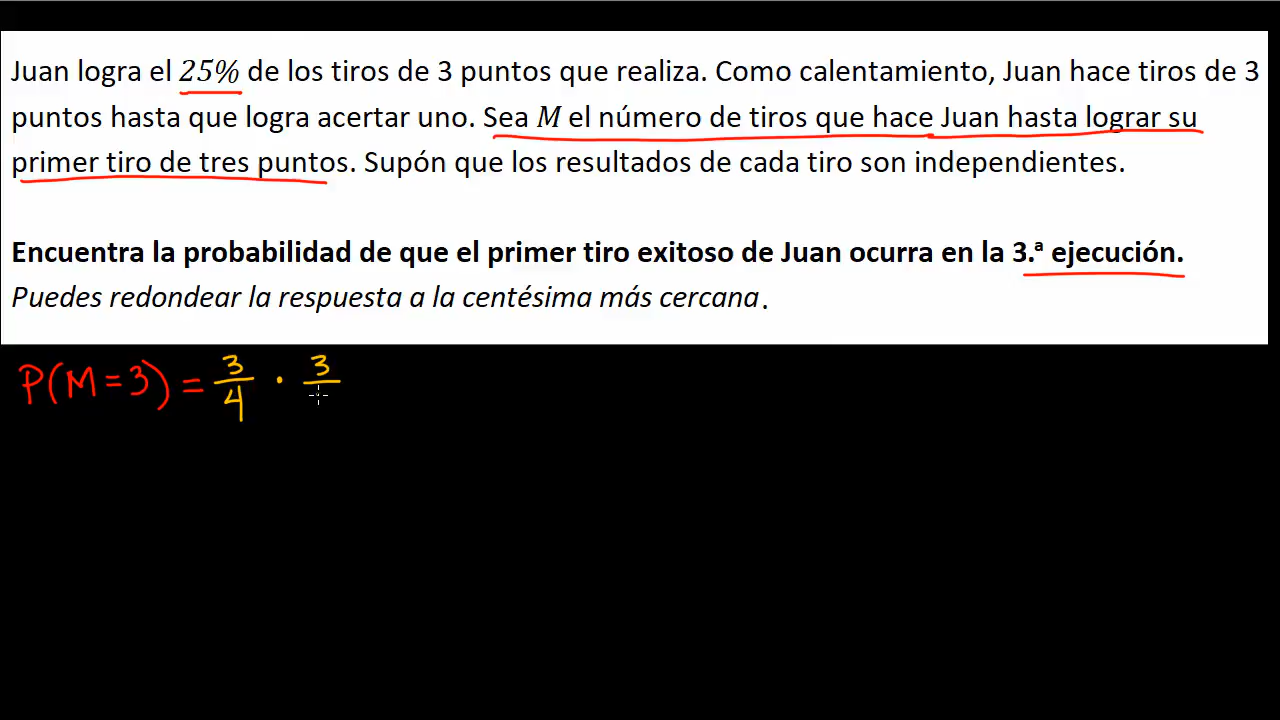 Juan logra el 25% de los tiros de 3 puntos que realiza. Como calentamiento, Juan hace tiros de 3
puntos hasta que logra acertar uno. Sea M el número de tiros que hace Juan hasta lograr su
primer tiro de tres puntos. Supón que los resultados de cada tiro son independientes.
Encuentra la probabilidad de que el primer tiro exitoso de Juan ocurra en la 3.ª ejecución.
Puedes redondear la respuesta a la centésima más cercana.
P(M=3) = 3/4 · 3/